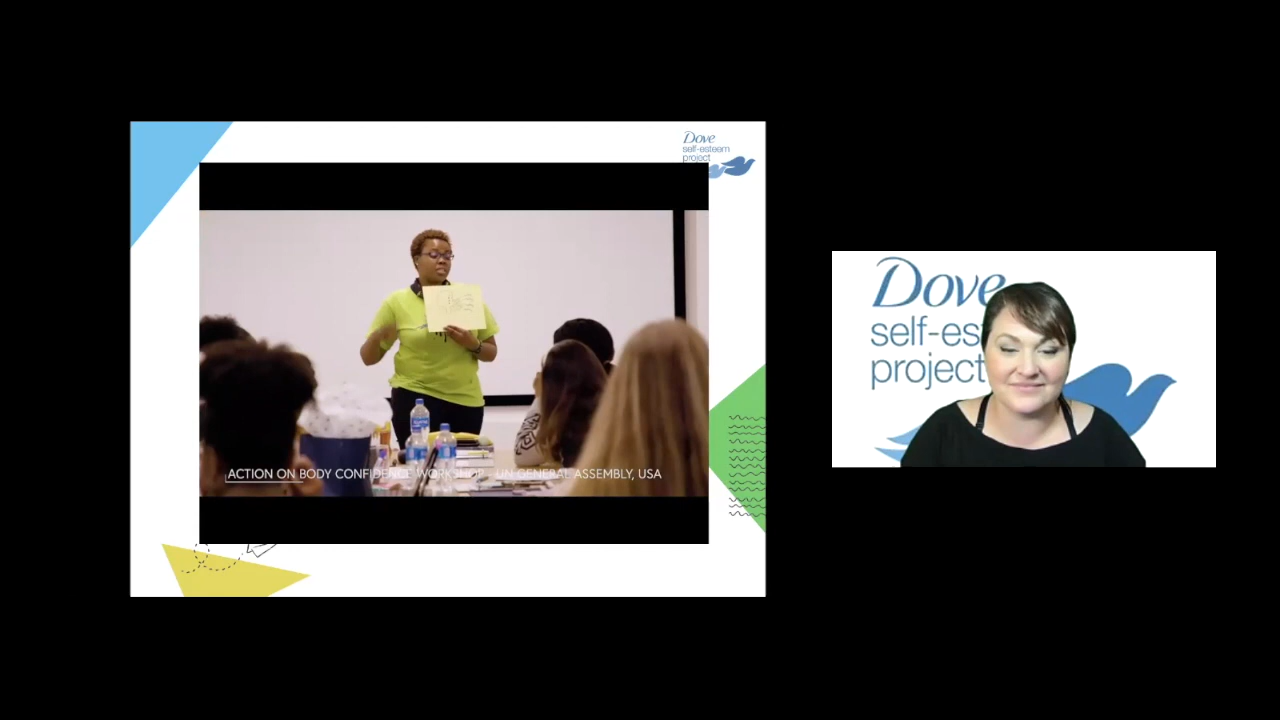 Dove
self-esteem
project
ACTION ON BODY CONFIDENCE WORKSHOP - UN GENERAL ASSEMBLY, USA
Dove
self-es
project